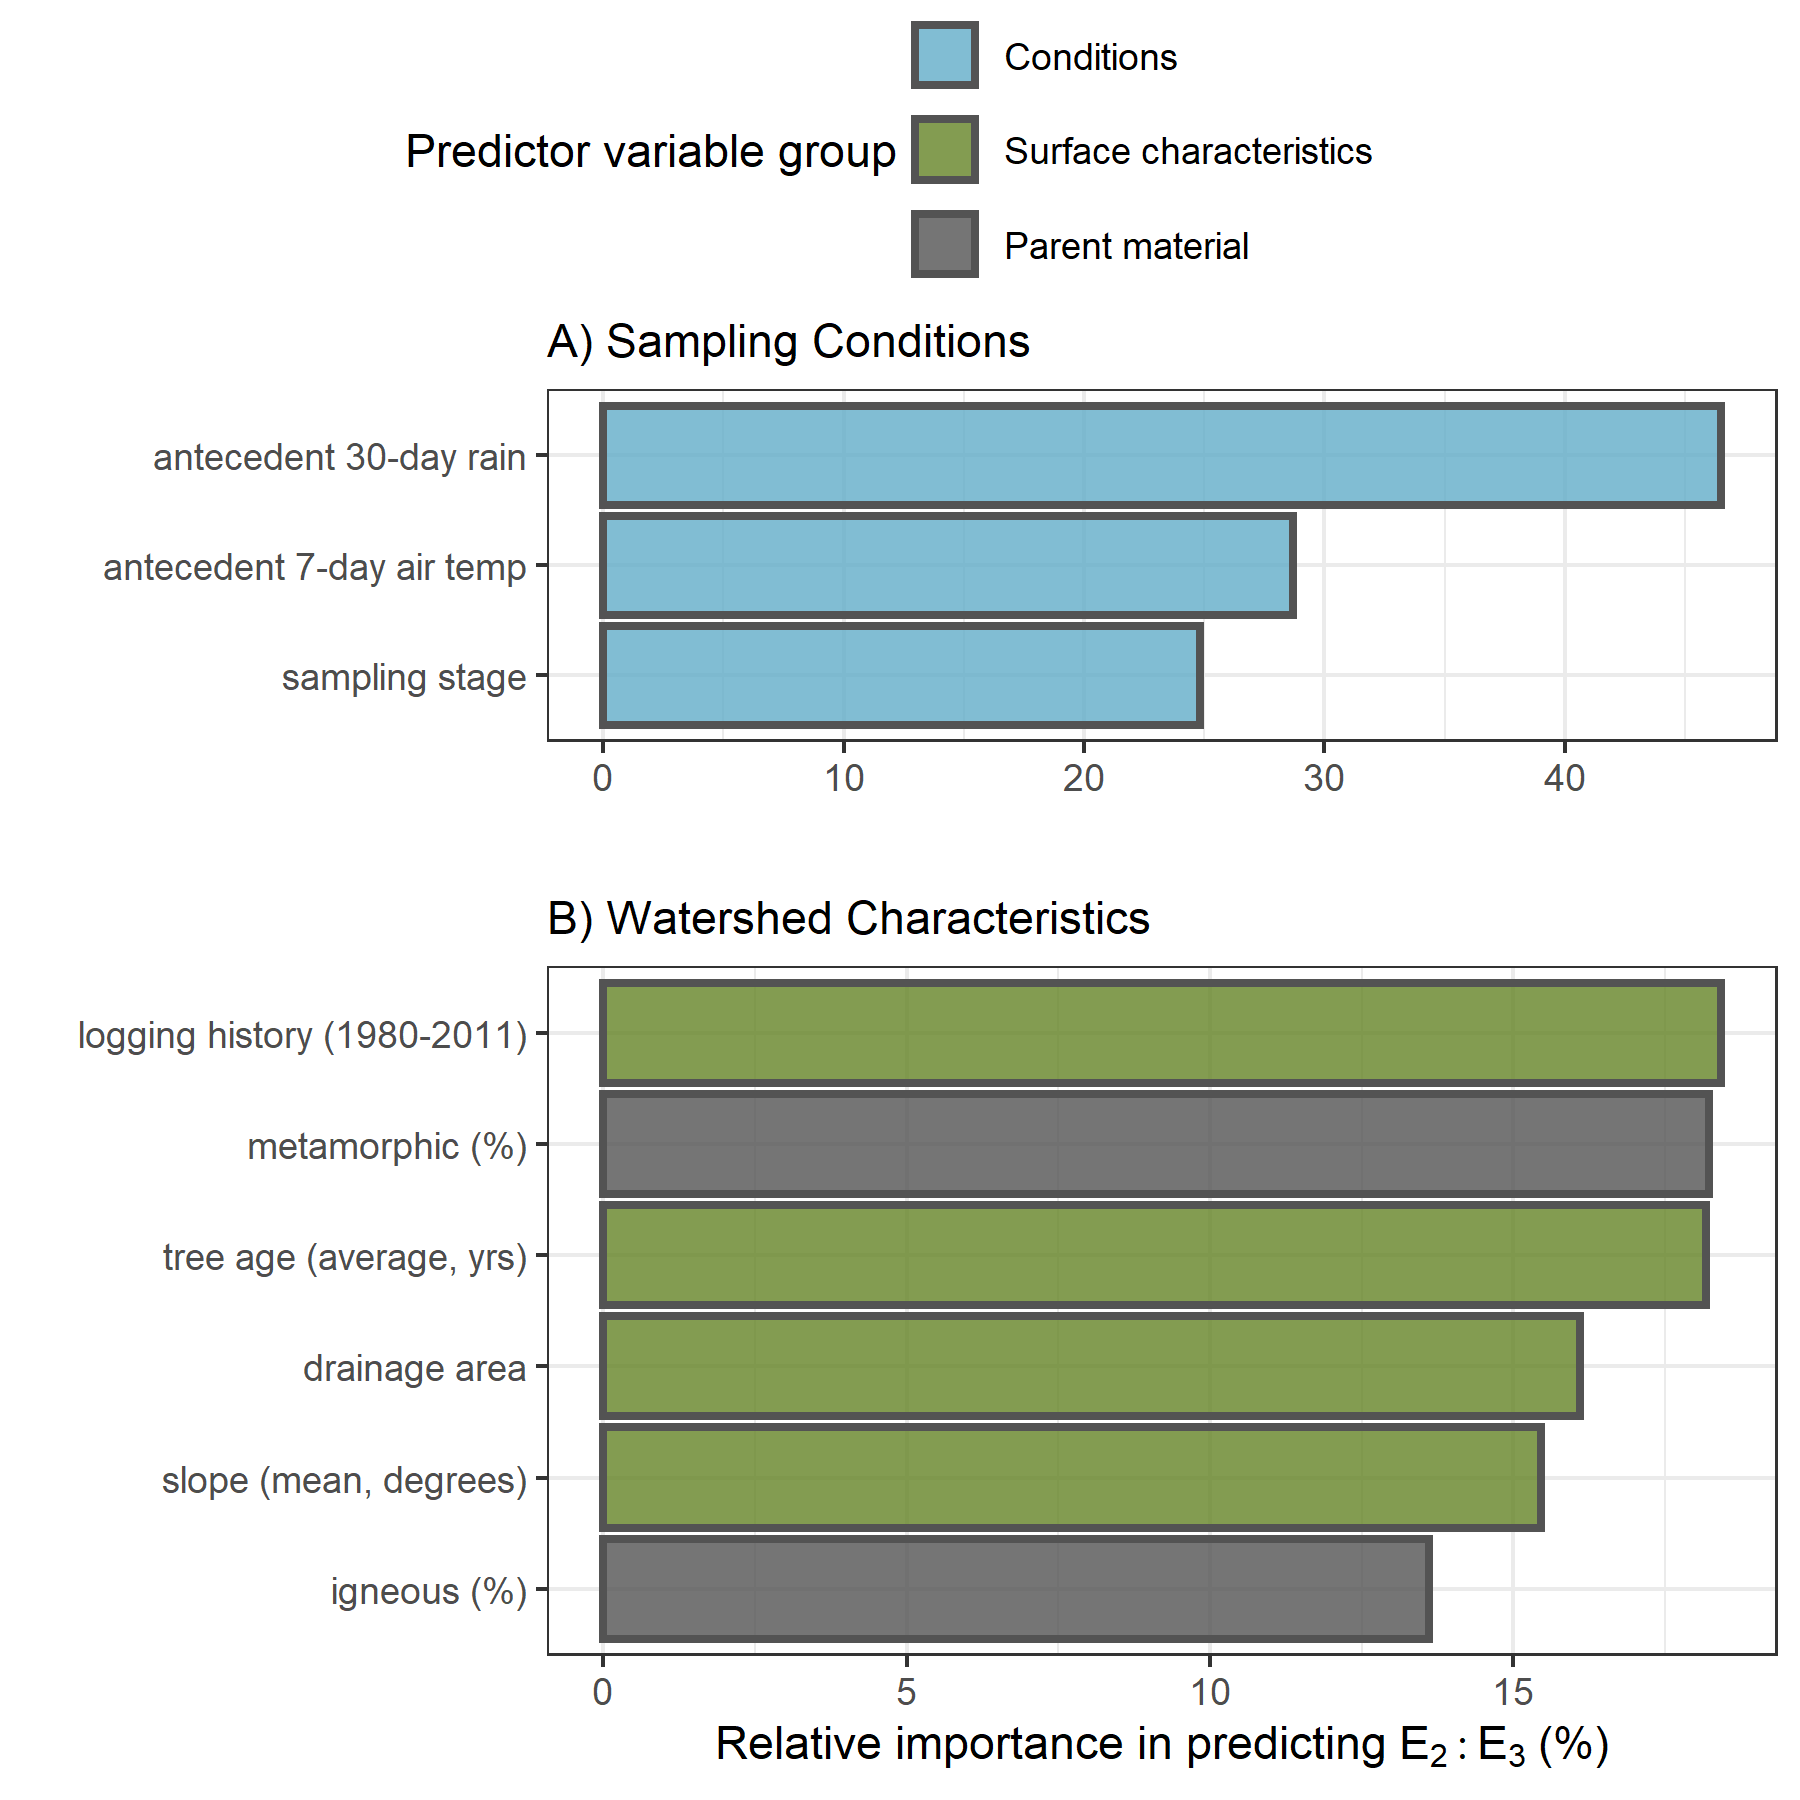 Conditions
Predictor variable group
Surface characteristics
Parent material
A) Sampling Conditions
antecedent 30-day rain
antecedent 7-day air temp
sampling stage
0 10 20 30 40
B) Watershed Characteristics
logging history (1980-2011)
metamorphic (%)
tree age (average, yrs)
drainage area
slope (mean, degrees)
igneous (%)
0 5 10 15
Relative importance in predicting E₂:E₃ (%)